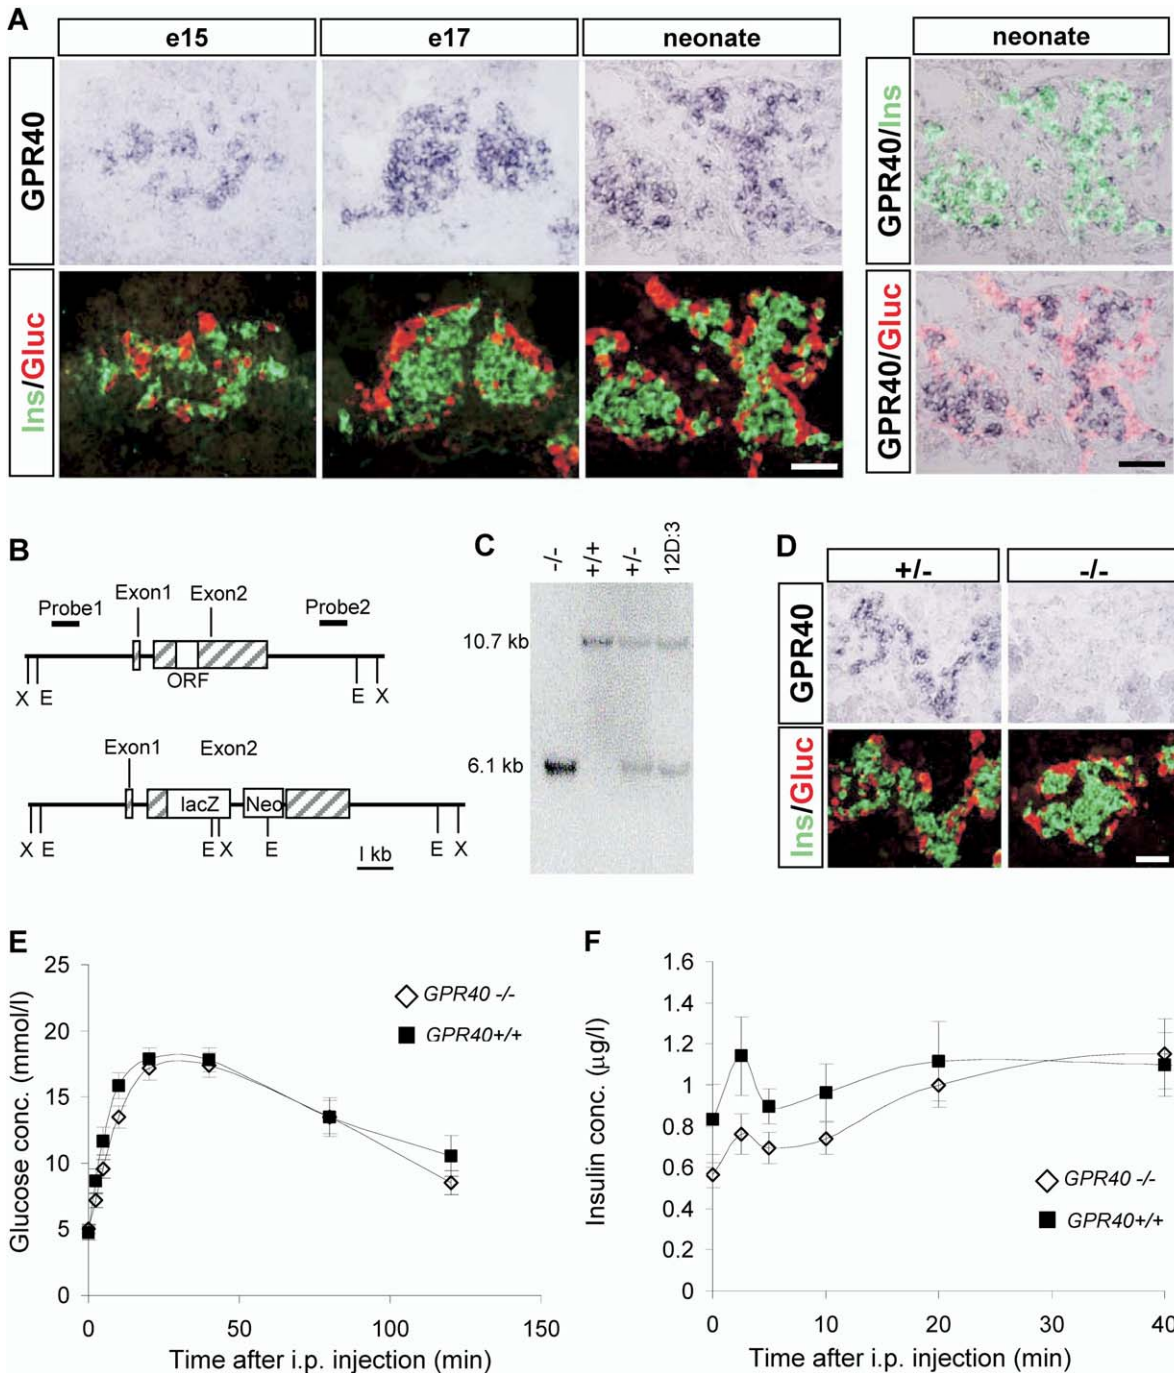 A
e15
e17
neonate
neonate
GPR40
Ins/Gluc
GPR40/Ins
GPR40/Gluc
B
Probe1
Exon1
Exon2
Probe2
ORF
X E
E X
Exon1
Exon2
lacZ
Neo
X E
E X
E
E X
I kb
C
-/-
+/+
+/-
12D:3
10.7 kb
6.1 kb
D
+/-
-/-
GPR40
Ins/Gluc
E
25
20
15
10
5
0
Glucose conc. (mmol/l)
GPR40 -/-
GPR40+/+
0 50 100 150
Time after i.p. injection (min)
F
1.6
1.4
1.2
1
0.8
0.6
0.4
0.2
0
Insulin conc. (µg/l)
GPR40 -/-
GPR40+/+
0 10 20 30 40
Time after i.p. injection (min)